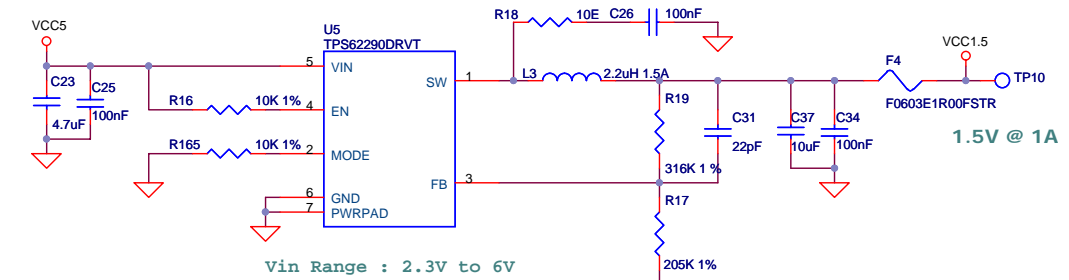 R18 10E C26 100nF
VCC5
U5
TPS62290DRVT
VCC1.5
F4
5 VIN
SW 1
L3 2.2uH 1.5A
TP10
C23
C25
R16 10K 1% 4 EN
R19
F0603E1R00FSTR
4.7uF
100nF
C31
C37
C34
22pF
10uF
100nF
1.5V @ 1A
R165 10K 1% 2 MODE
316K 1 %
FB 3
6 GND
7 PWRPAD
R17
Vin Range : 2.3V to 6V
205K 1%